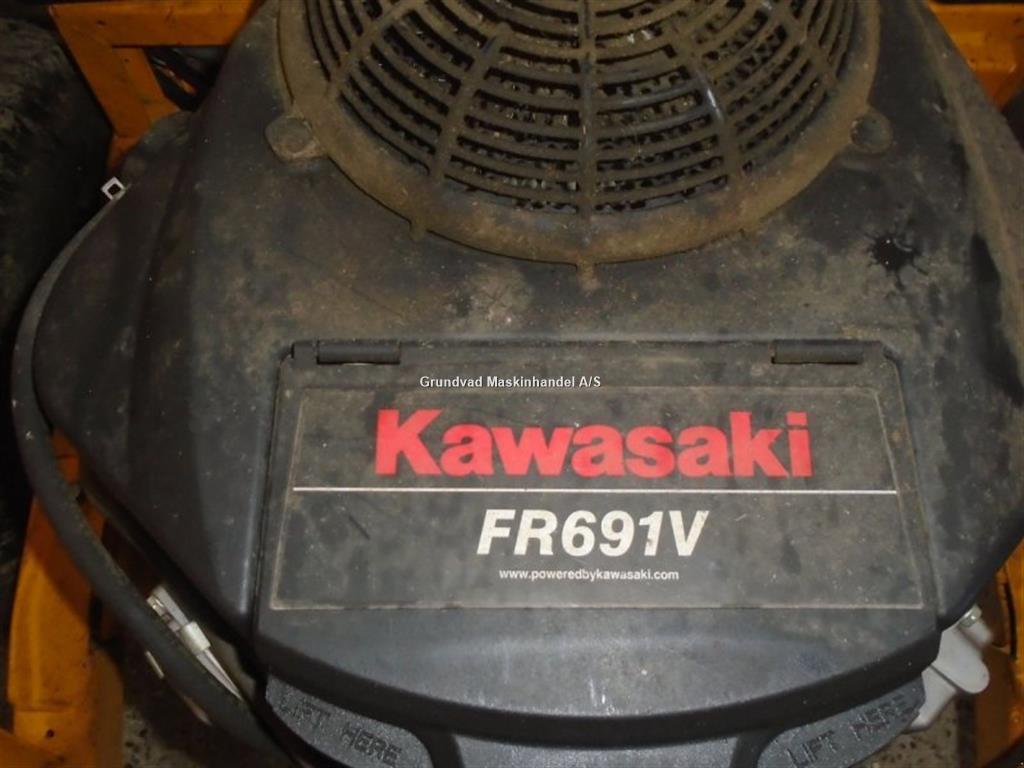 Grundvad Maskinhandel A/S
Kawasaki
FR691V
www.poweredbykawasaki.com
LIFT HERE
LIFT HERE